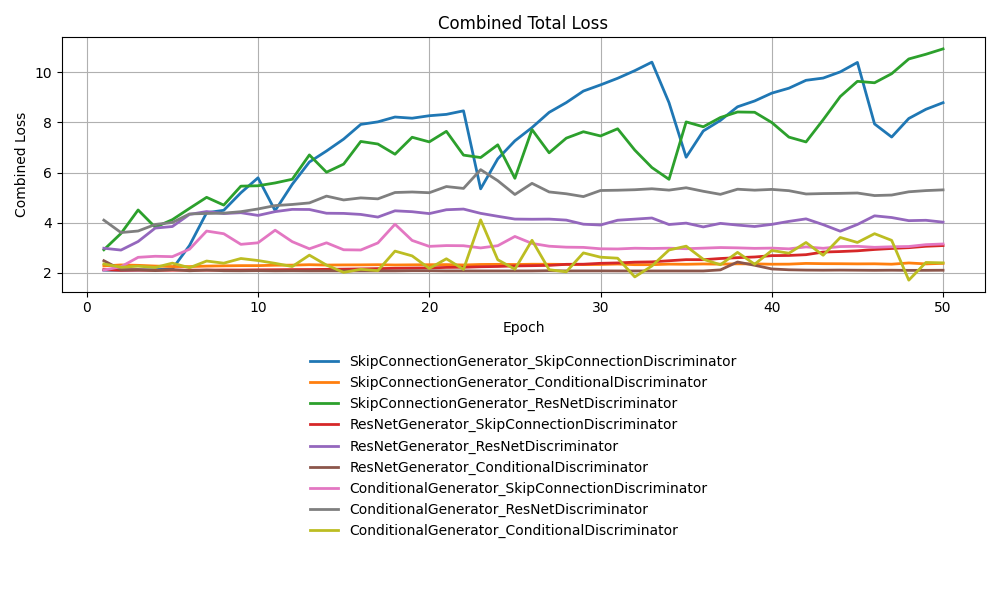 Combined Total Loss
Combined Loss
10
8
6
4
2
0
10
20
30
40
50
Epoch
SkipConnectionGenerator_SkipConnectionDiscriminator
SkipConnectionGenerator_ConditionalDiscriminator
SkipConnectionGenerator_ResNetDiscriminator
ResNetGenerator_SkipConnectionDiscriminator
ResNetGenerator_ResNetDiscriminator
ResNetGenerator_ConditionalDiscriminator
ConditionalGenerator_SkipConnectionDiscriminator
ConditionalGenerator_ResNetDiscriminator
ConditionalGenerator_ConditionalDiscriminator